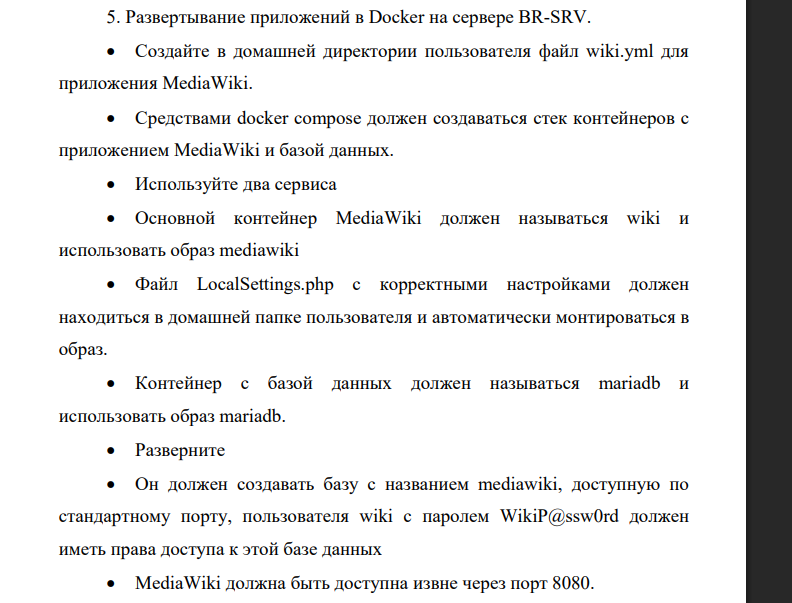 5. Развертывание приложений в Docker на сервере BR-SRV.
• Создайте в домашней директории пользователя файл wiki.yml для
приложения MediaWiki.
• Средствами docker compose должен создаваться стек контейнеров с
приложением MediaWiki и базой данных.
• Используйте два сервиса
• Основной контейнер MediaWiki должен называться wiki и
использовать образ mediawiki
• Файл LocalSettings.php с корректными настройками должен
находиться в домашней папке пользователя и автоматически монтироваться в
образ.
• Контейнер с базой данных должен называться mariadb и
использовать образ mariadb.
• Разверните
• Он должен создавать базу с названием mediawiki, доступную по
стандартному порту, пользователя wiki с паролем WikiP@ssw0rd должен
иметь права доступа к этой базе данных
• MediaWiki должна быть доступна извне через порт 8080.